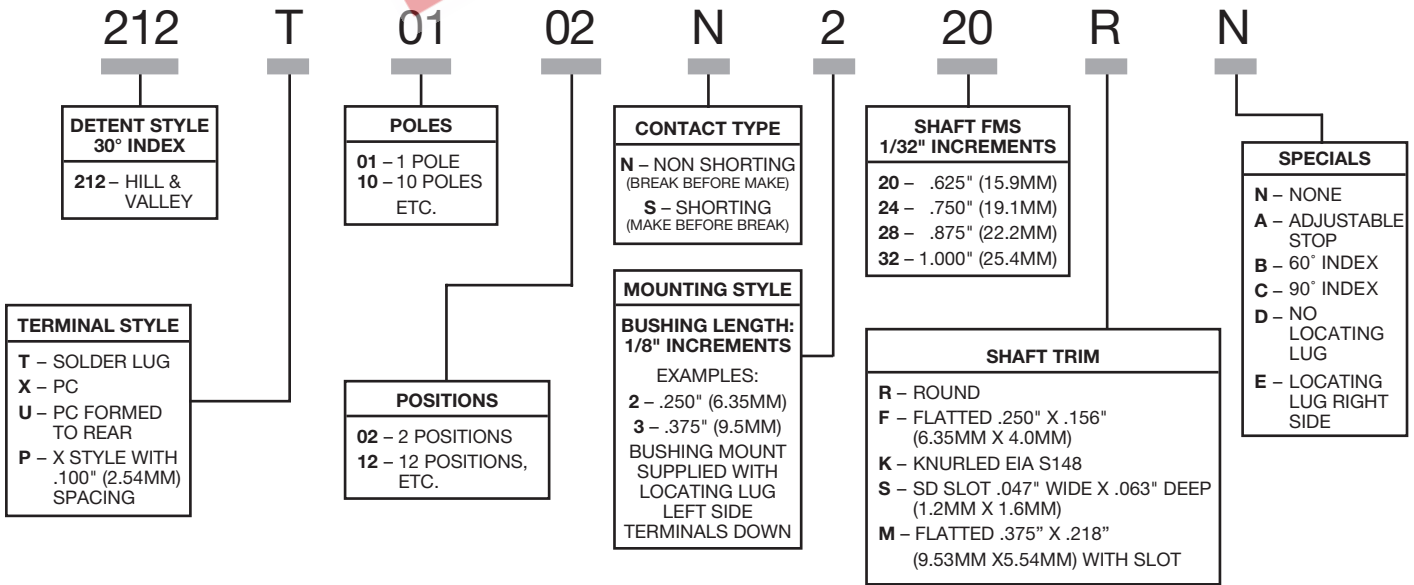 212 T 01 02 N 2 20 R N
DETENT STYLE
30° INDEX
212 – HILL &
VALLEY
POLES
01 – 1 POLE
10 – 10 POLES
ETC.
CONTACT TYPE
N – NON SHORTING
(BREAK BEFORE MAKE)
S – SHORTING
(MAKE BEFORE BREAK)
SHAFT FMS
1/32" INCREMENTS
20 – .625" (15.9MM)
24 – .750" (19.1MM)
28 – .875" (22.2MM)
32 – 1.000" (25.4MM)
SPECIALS
N – NONE
A – ADJUSTABLE
STOP
B – 60° INDEX
C – 90° INDEX
D – NO
LOCATING
LUG
E – LOCATING
LUG RIGHT
SIDE
TERMINAL STYLE
T – SOLDER LUG
X – PC
U – PC FORMED
TO REAR
P – X STYLE WITH
.100" (2.54MM)
SPACING
POSITIONS
02 – 2 POSITIONS
12 – 12 POSITIONS,
ETC.
MOUNTING STYLE
BUSHING LENGTH:
1/8" INCREMENTS
EXAMPLES:
2 – .250" (6.35MM)
3 – .375" (9.5MM)
BUSHING MOUNT
SUPPLIED WITH
LOCATING LUG
LEFT SIDE
TERMINALS DOWN
SHAFT TRIM
R – ROUND
F – FLATTED .250" X .156"
(6.35MM X 4.0MM)
K – KNURLED EIA S148
S – SD SLOT .047" WIDE X .063" DEEP
(1.2MM X 1.6MM)
M – FLATTED .375” X .218”
(9.53MM X5.54MM) WITH SLOT